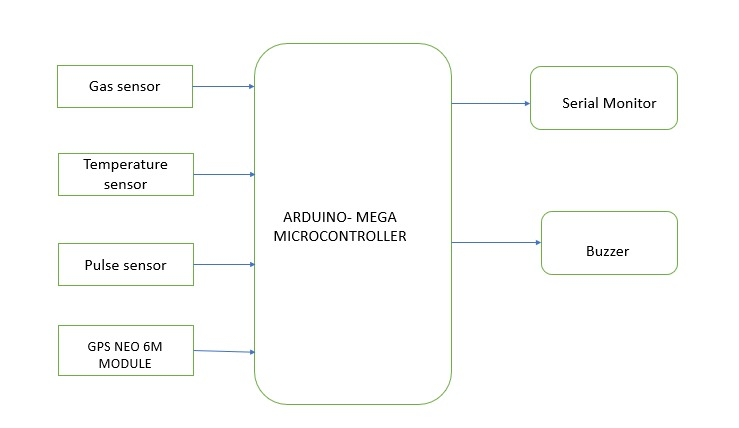 Gas sensor
Temperature
sensor
Pulse sensor
GPS NEO 6M
MODULE
ARDUINO- MEGA
MICROCONTROLLER
Serial Monitor
Buzzer